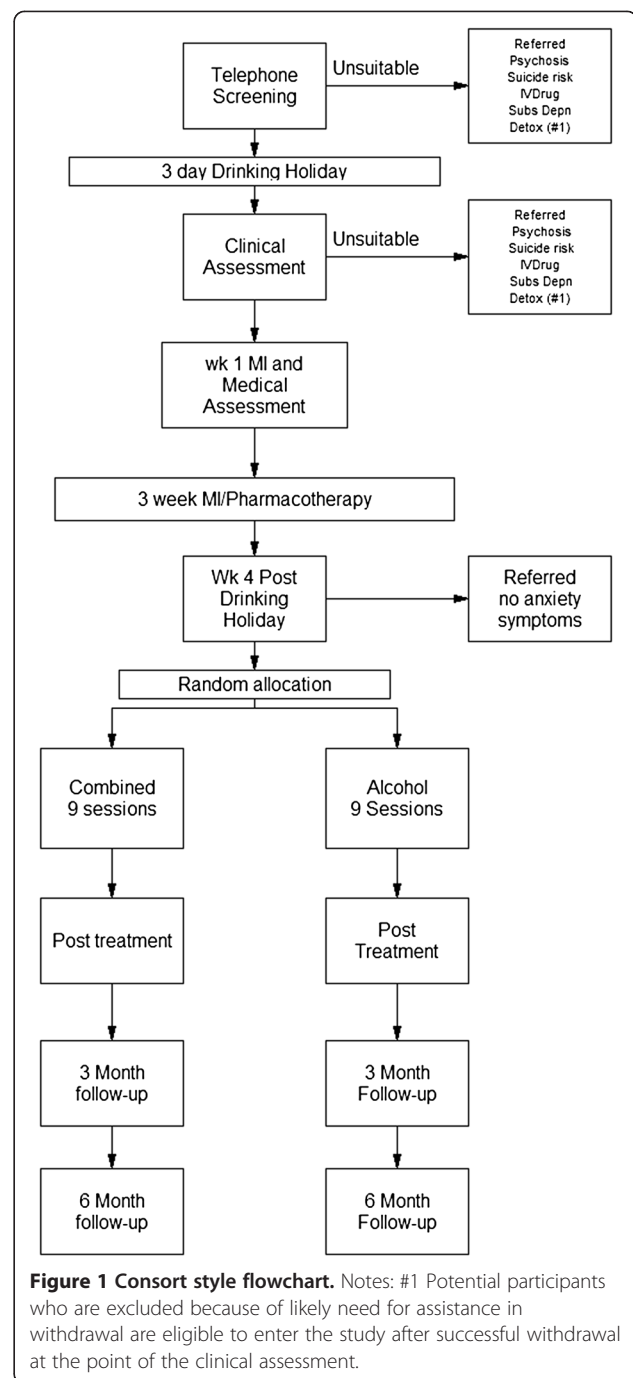 Telephone
Screening
Unsuitable
Referred
Psychosis
Suicide risk
IVDrug
Subs Depn
Detox (#1)
3 day Drinking Holiday
Clinical
Assessment
Unsuitable
Referred
Psychosis
Suicide risk
IVDrug
Subs Depn
Detox (#1)
wk 1 MI and
Medical
Assessment
3 week MI/Pharmacotherapy
Wk 4 Post
Drinking
Holiday
Referred
no anxiety
symptoms
Random allocation
Combined
9 sessions
Alcohol
9 Sessions
Post treatment
Post
Treatment
3 Month
follow-up
3 Month
Follow-up
6 Month
follow-up
6 Month
Follow-up
Figure 1 Consort style flowchart. Notes: #1 Potential participants
who are excluded because of likely need for assistance in
withdrawal are eligible to enter the study after successful withdrawal
at the point of the clinical assessment.